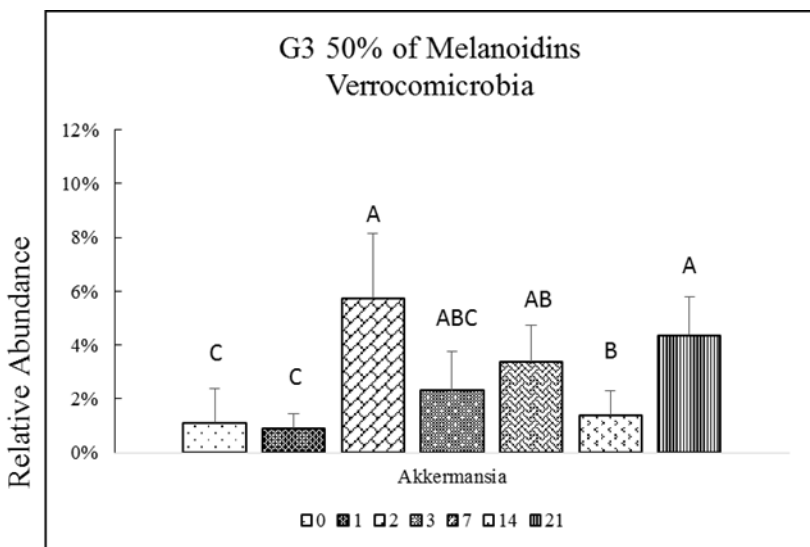 G3 50% of Melanoidins
Verrocomicrobia
Relative Abundance
12%
10%
8%
6%
4%
2%
0%
C
C
A
ABC
AB
B
A
Akkermansia
0 1 2 3 7 14 21